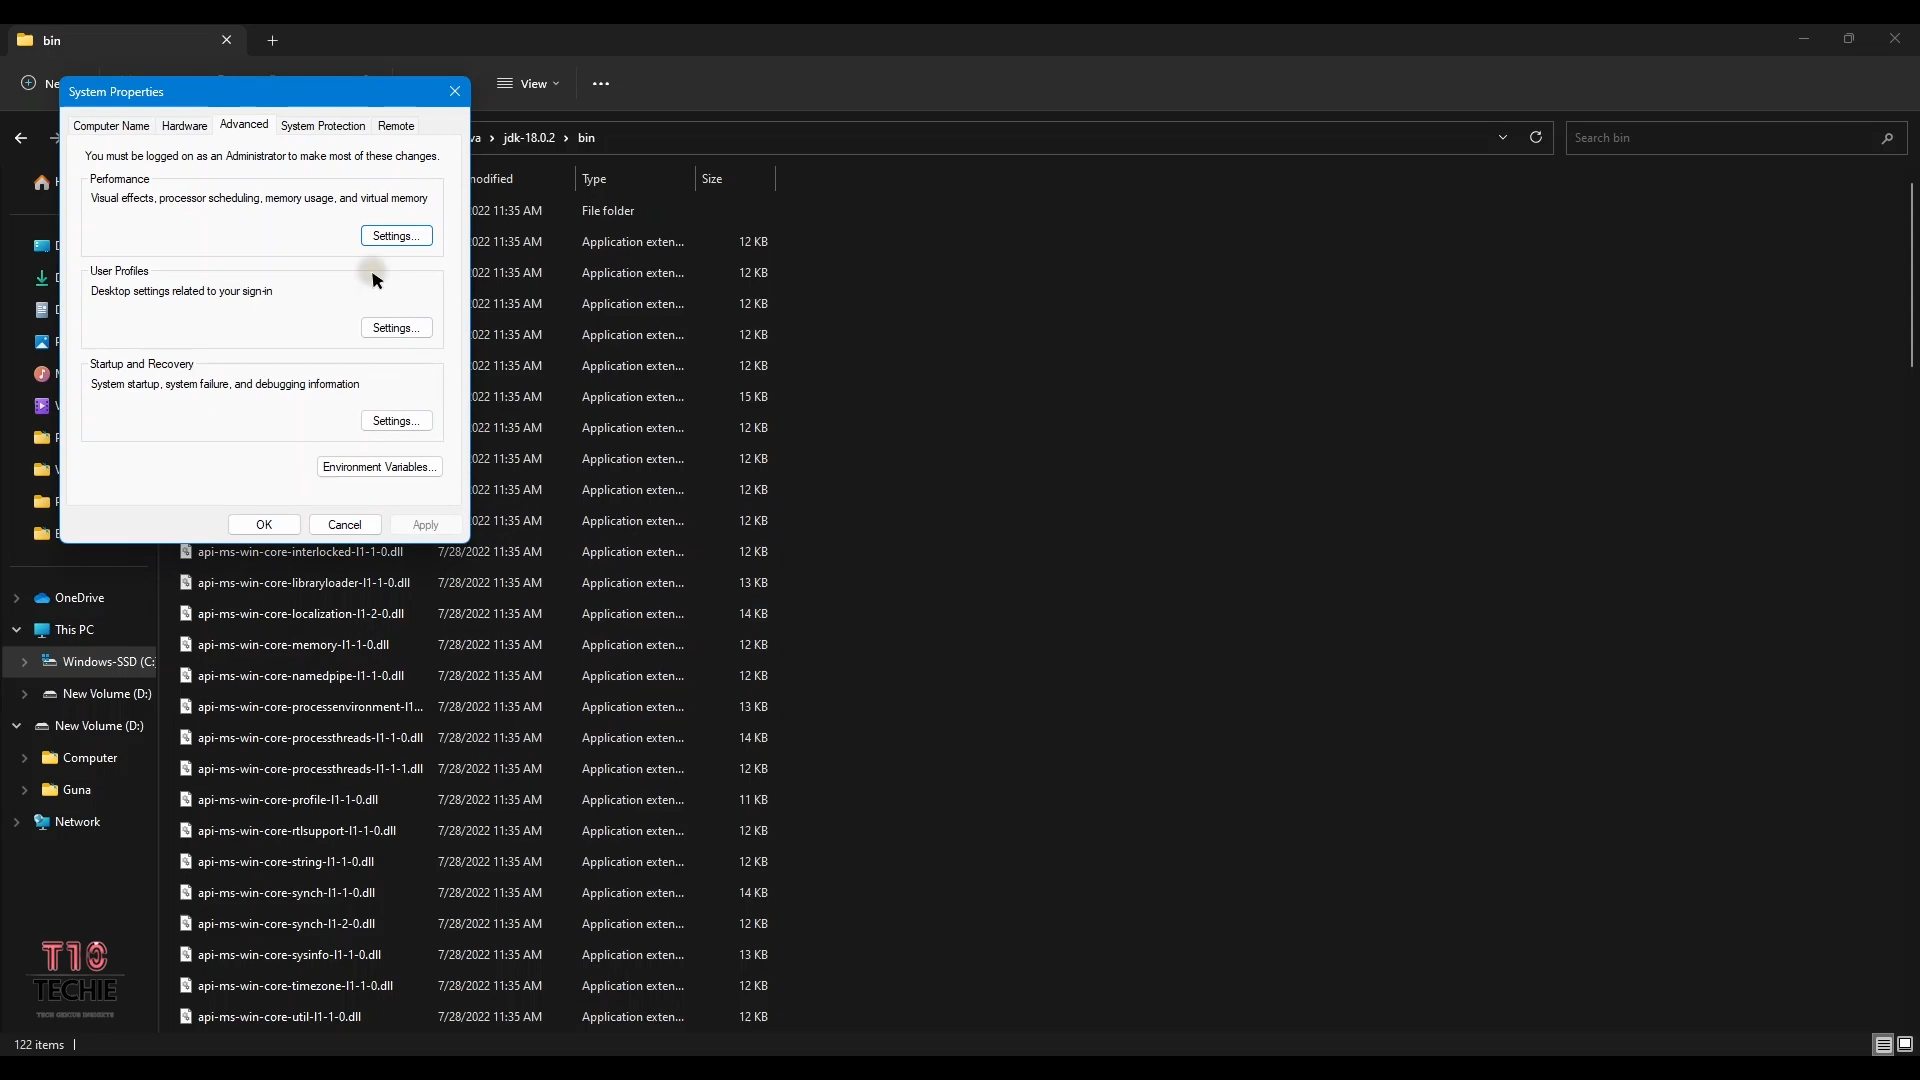 bin
System Properties
View
Computer Name Hardware Advanced System Protection Remote
jdk-18.0.2 > bin
Search bin
You must be logged on as an Administrator to make most of these changes.
Performance
Visual effects, processor scheduling, memory usage, and virtual memory
Settings...
User Profiles
Desktop settings related to your sign-in
Settings...
Startup and Recovery
System startup, system failure, and debugging information
Settings...
Environment Variables...
OK Cancel Apply
Type Size
11:35 AM File folder
11:35 AM Application exten... 12 KB
11:35 AM Application exten... 12 KB
11:35 AM Application exten... 12 KB
11:35 AM Application exten... 12 KB
11:35 AM Application exten... 12 KB
11:35 AM Application exten... 15 KB
11:35 AM Application exten... 12 KB
11:35 AM Application exten... 12 KB
11:35 AM Application exten... 12 KB
11:35 AM Application exten... 12 KB
api-ms-win-core-interlocked-l1-1-0.dll 7/28/2022 11:35 AM Application exten... 12 KB
api-ms-win-core-libraryloader-l1-1-0.dll 7/28/2022 11:35 AM Application exten... 13 KB
api-ms-win-core-localization-l1-2-0.dll 7/28/2022 11:35 AM Application exten... 14 KB
api-ms-win-core-memory-l1-1-0.dll 7/28/2022 11:35 AM Application exten... 12 KB
api-ms-win-core-namedpipe-l1-1-0.dll 7/28/2022 11:35 AM Application exten... 12 KB
api-ms-win-core-processenvironment-l1... 7/28/2022 11:35 AM Application exten... 13 KB
api-ms-win-core-processthreads-l1-1-0.dll 7/28/2022 11:35 AM Application exten... 14 KB
api-ms-win-core-processthreads-l1-1-1.dll 7/28/2022 11:35 AM Application exten... 12 KB
api-ms-win-core-profile-l1-1-0.dll 7/28/2022 11:35 AM Application exten... 11 KB
api-ms-win-core-rtlsupport-l1-1-0.dll 7/28/2022 11:35 AM Application exten... 12 KB
api-ms-win-core-string-l1-1-0.dll 7/28/2022 11:35 AM Application exten... 12 KB
api-ms-win-core-synch-l1-1-0.dll 7/28/2022 11:35 AM Application exten... 14 KB
api-ms-win-core-synch-l1-2-0.dll 7/28/2022 11:35 AM Application exten... 12 KB
api-ms-win-core-sysinfo-l1-1-0.dll 7/28/2022 11:35 AM Application exten... 13 KB
api-ms-win-core-timezone-l1-1-0.dll 7/28/2022 11:35 AM Application exten... 12 KB
api-ms-win-core-util-l1-1-0.dll 7/28/2022 11:35 AM Application exten... 12 KB
OneDrive
This PC
Windows-SSD (C:)
New Volume (D:)
New Volume (D:)
Computer
Guna
Network
TECHIE
122 items